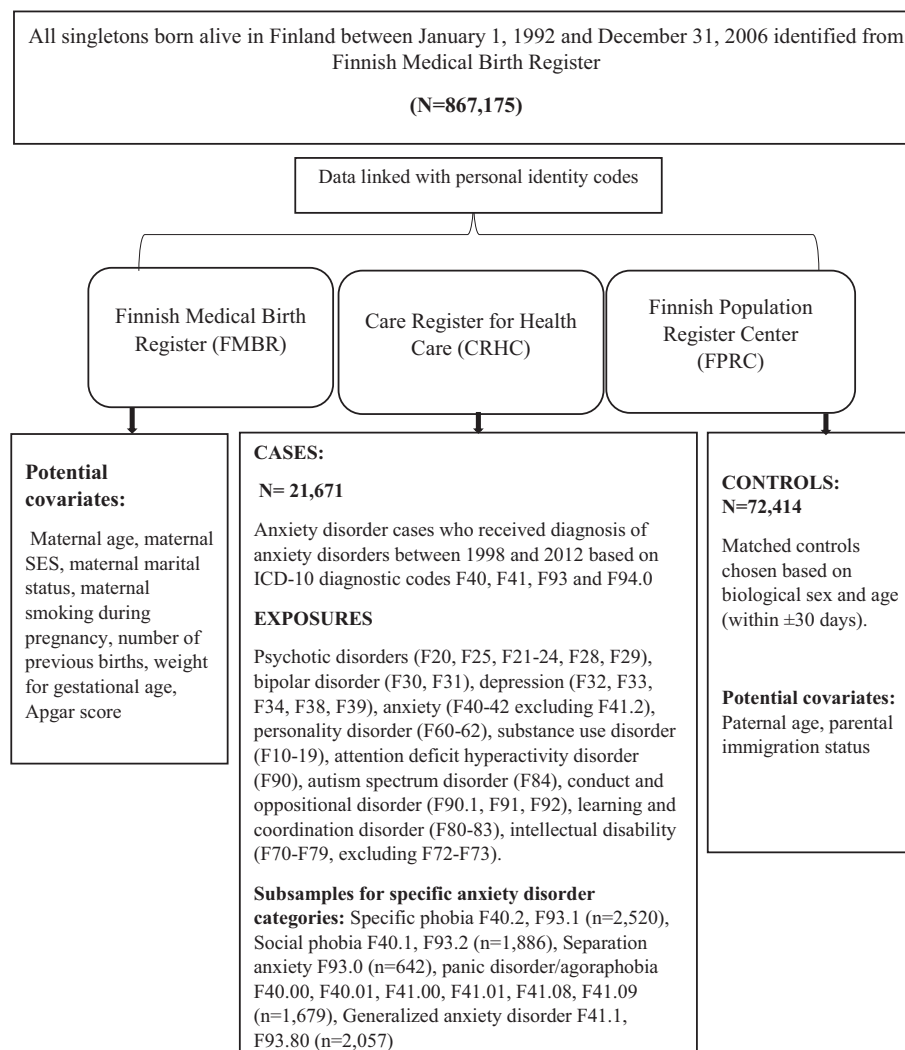 All singletons born alive in Finland between January 1, 1992 and December 31, 2006 identified from
Finnish Medical Birth Register
(N=867,175)
Data linked with personal identity codes
Finnish Medical Birth
Register (FMBR)
Care Register for Health
Care (CRHC)
Finnish Population
Register Center
(FPRC)
Potential
covariates:
Maternal age, maternal
SES, maternal marital
status, maternal
smoking during
pregnancy, number of
previous births, weight
for gestational age,
Apgar score
CASES:
N= 21,671
Anxiety disorder cases who received diagnosis of
anxiety disorders between 1998 and 2012 based on
ICD-10 diagnostic codes F40, F41, F93 and F94.0
EXPOSURES
Psychotic disorders (F20, F25, F21-24, F28, F29),
bipolar disorder (F30, F31), depression (F32, F33,
F34, F38, F39), anxiety (F40-42 excluding F41.2),
personality disorder (F60-62), substance use disorder
(F10-19), attention deficit hyperactivity disorder
(F90), autism spectrum disorder (F84), conduct and
oppositional disorder (F90.1, F91, F92), learning and
coordination disorder (F80-83), intellectual disability
(F70-F79, excluding F72-F73).
Subsamples for specific anxiety disorder
categories: Specific phobia F40.2, F93.1 (n=2,520),
Social phobia F40.1, F93.2 (n=1,886), Separation
anxiety F93.0 (n=642), panic disorder/agoraphobia
F40.00, F40.01, F41.00, F41.01, F41.08, F41.09
(n=1,679), Generalized anxiety disorder F41.1,
F93.80 (n=2,057)
CONTROLS:
N=72,414
Matched controls
chosen based on
biological sex and age
(within ±30 days).
Potential covariates:
Paternal age, parental
immigration status